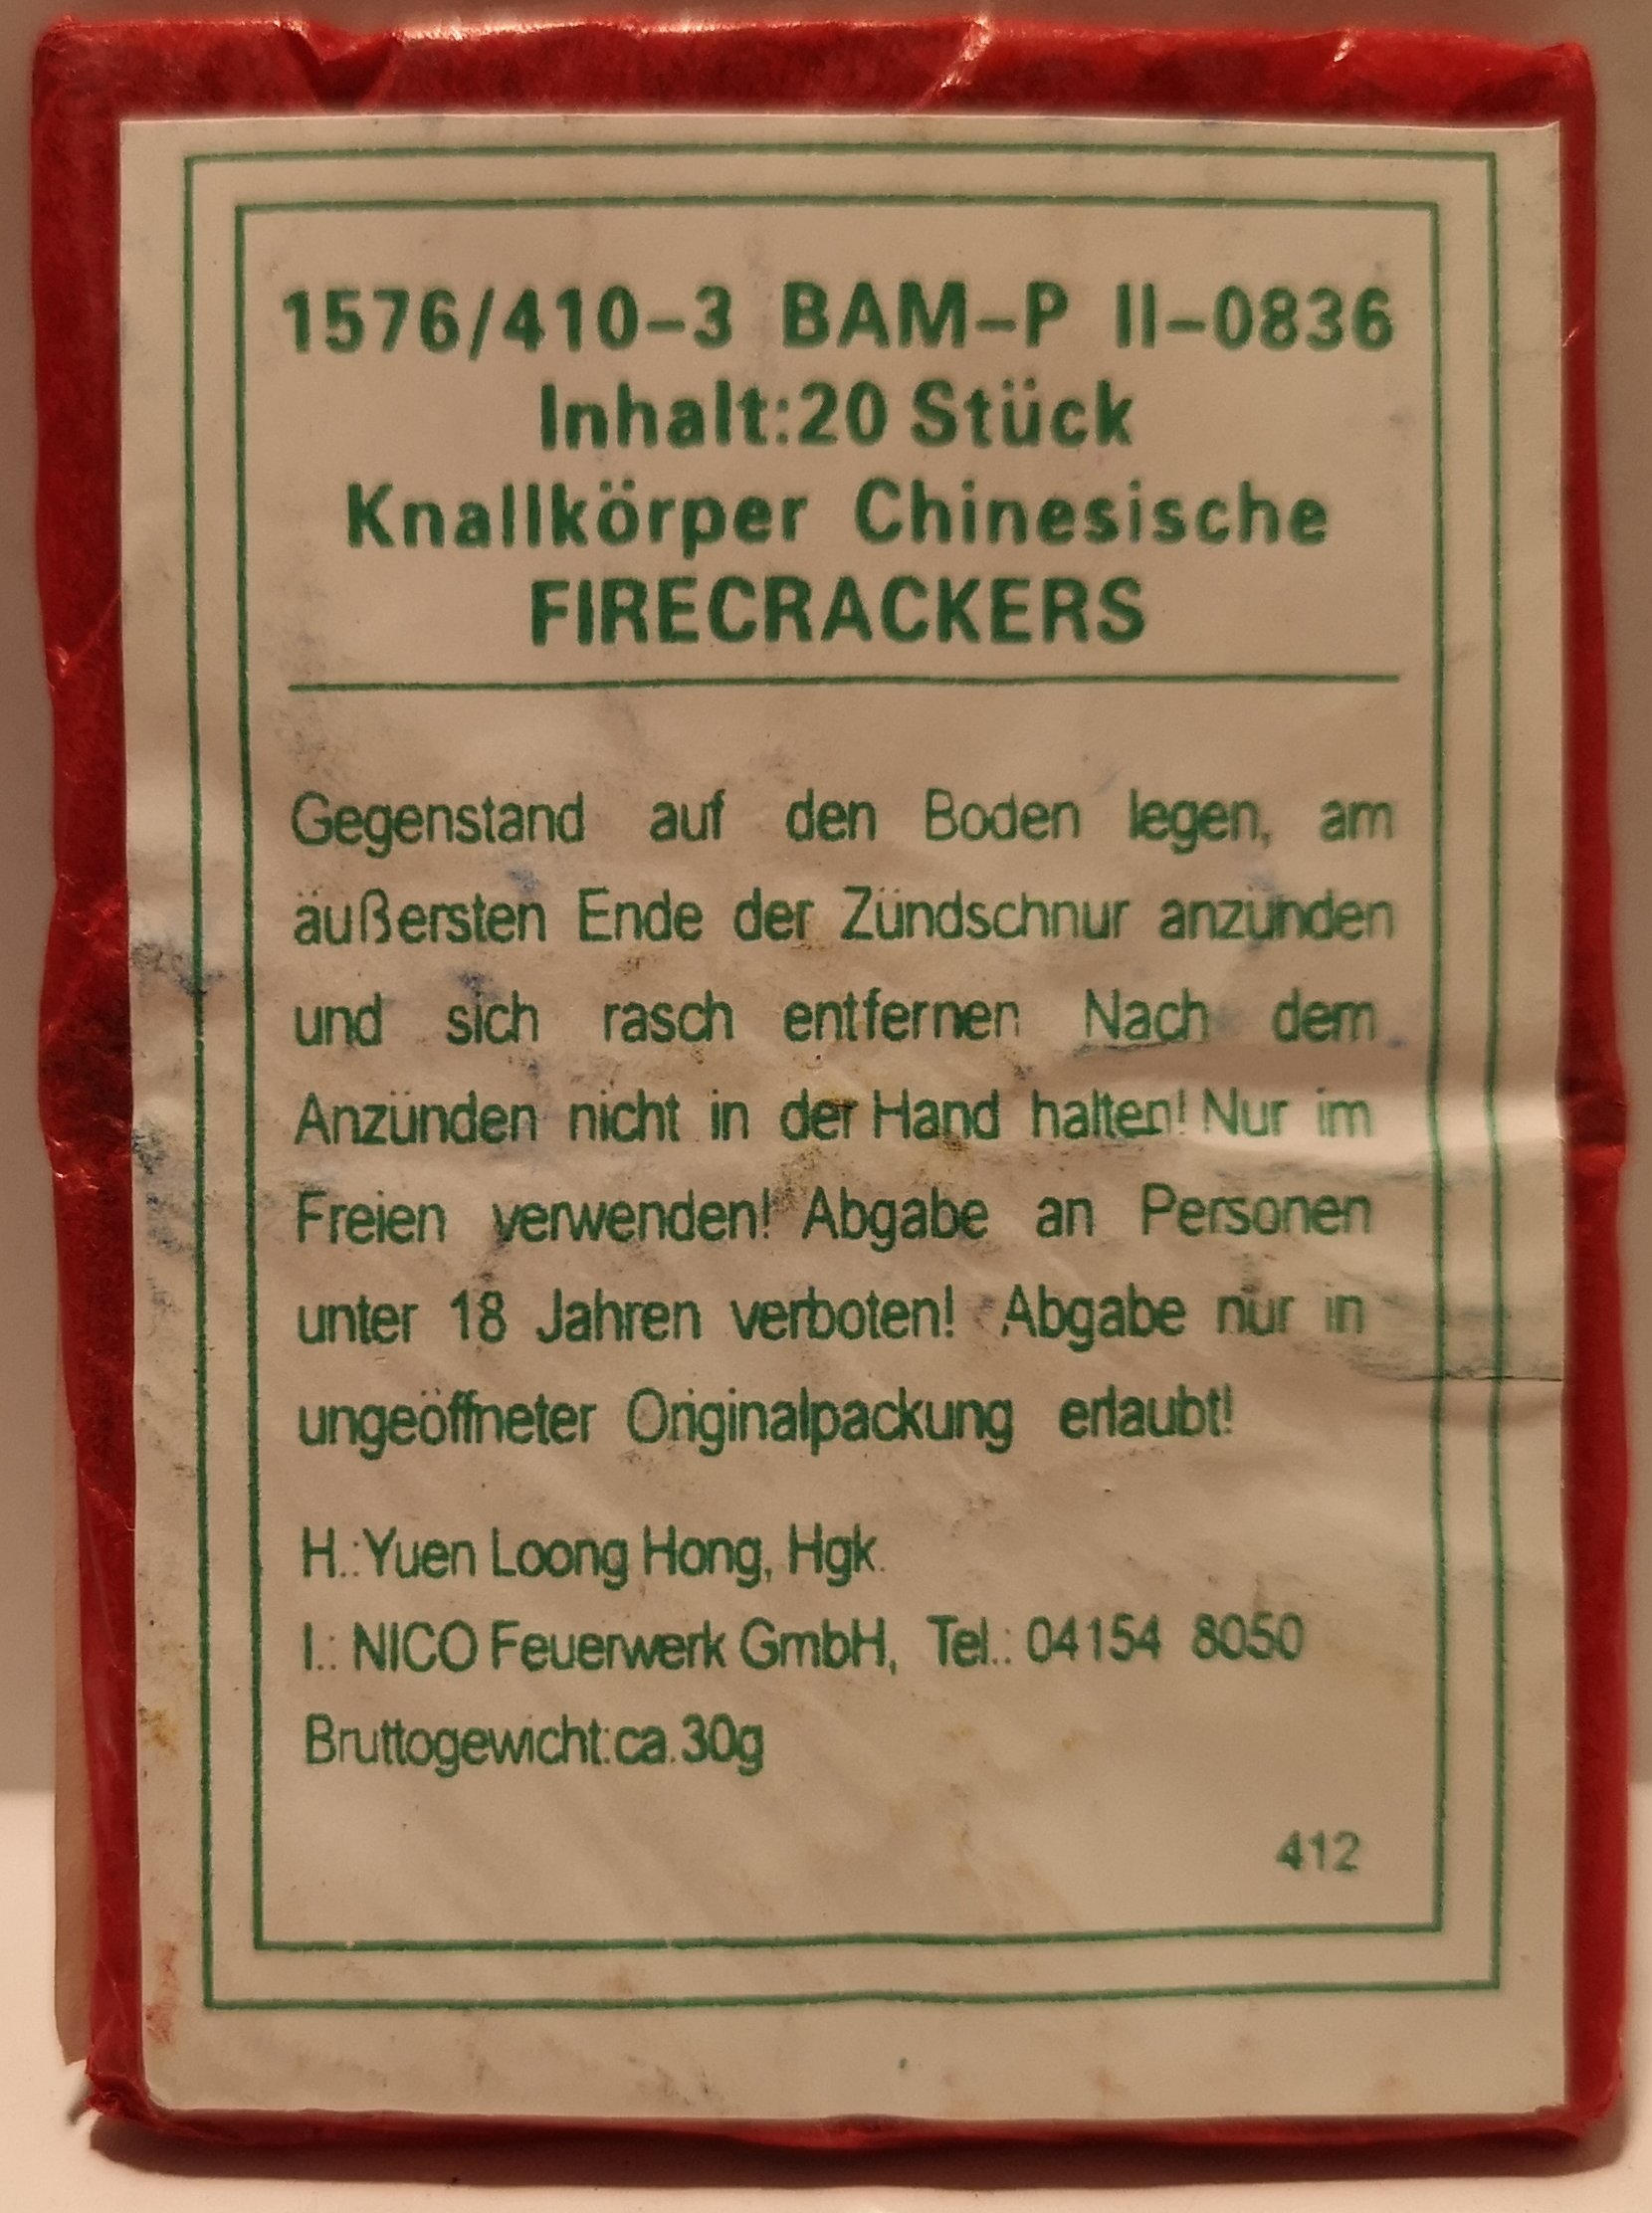 1576/410-3 BAM-P II-0836
Inhalt:20 Stück
Knallkörper Chinesische
FIRECRACKERS
Gegenstand auf den Boden legen, am
äußersten Ende der Zündschnur anzünden
und sich rasch entfernen Nach dem
Anzünden nicht in der Hand halten! Nur im
Freien verwenden! Abgabe an Personen
unter 18 Jahren verboten! Abgabe nur in
ungeöffneter Originalpackung erlaubt!
H.:Yuen Loong Hong, Hgk.
I.: NICO Feuerwerk GmbH, Tel.: 04154 8050
Bruttogewicht:ca.30g
412